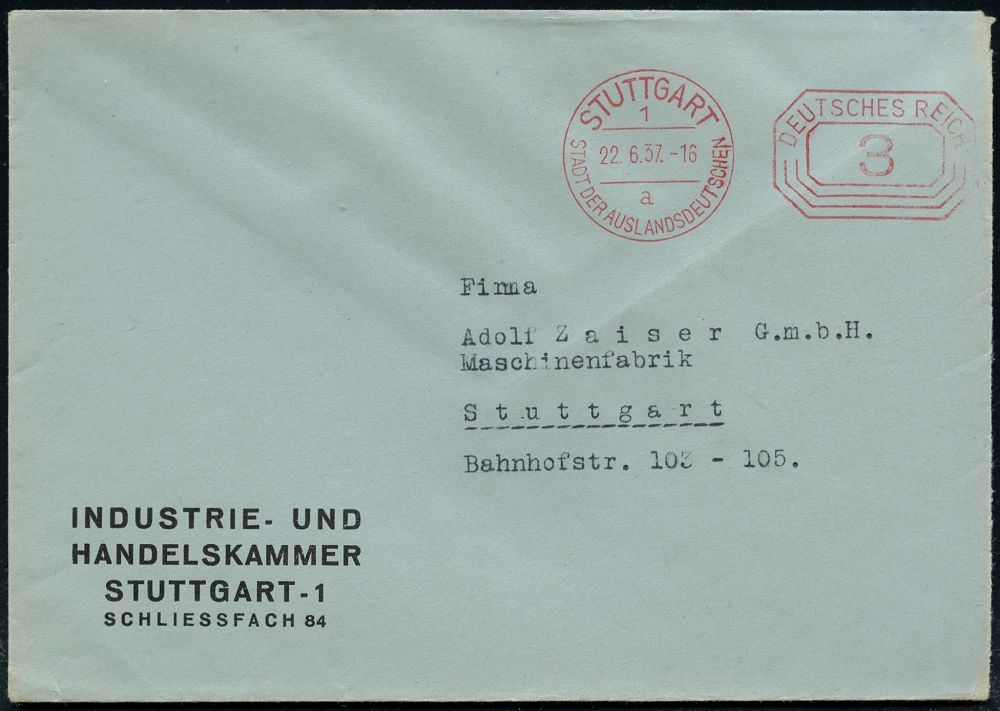 STUTTGART
1
22. 6.37.-16
a
STADT DER AUSLANDSDEUTSCHEN
DEUTSCHES REICH
3
Firma
Adolf Z a i s e r G.m.b.H.
Maschinenfabrik
S t u t t g a r t
Bahnhofstr. 103 - 105.
INDUSTRIE- UND
HANDELSKAMMER
STUTTGART-1
SCHLIESSFACH 84